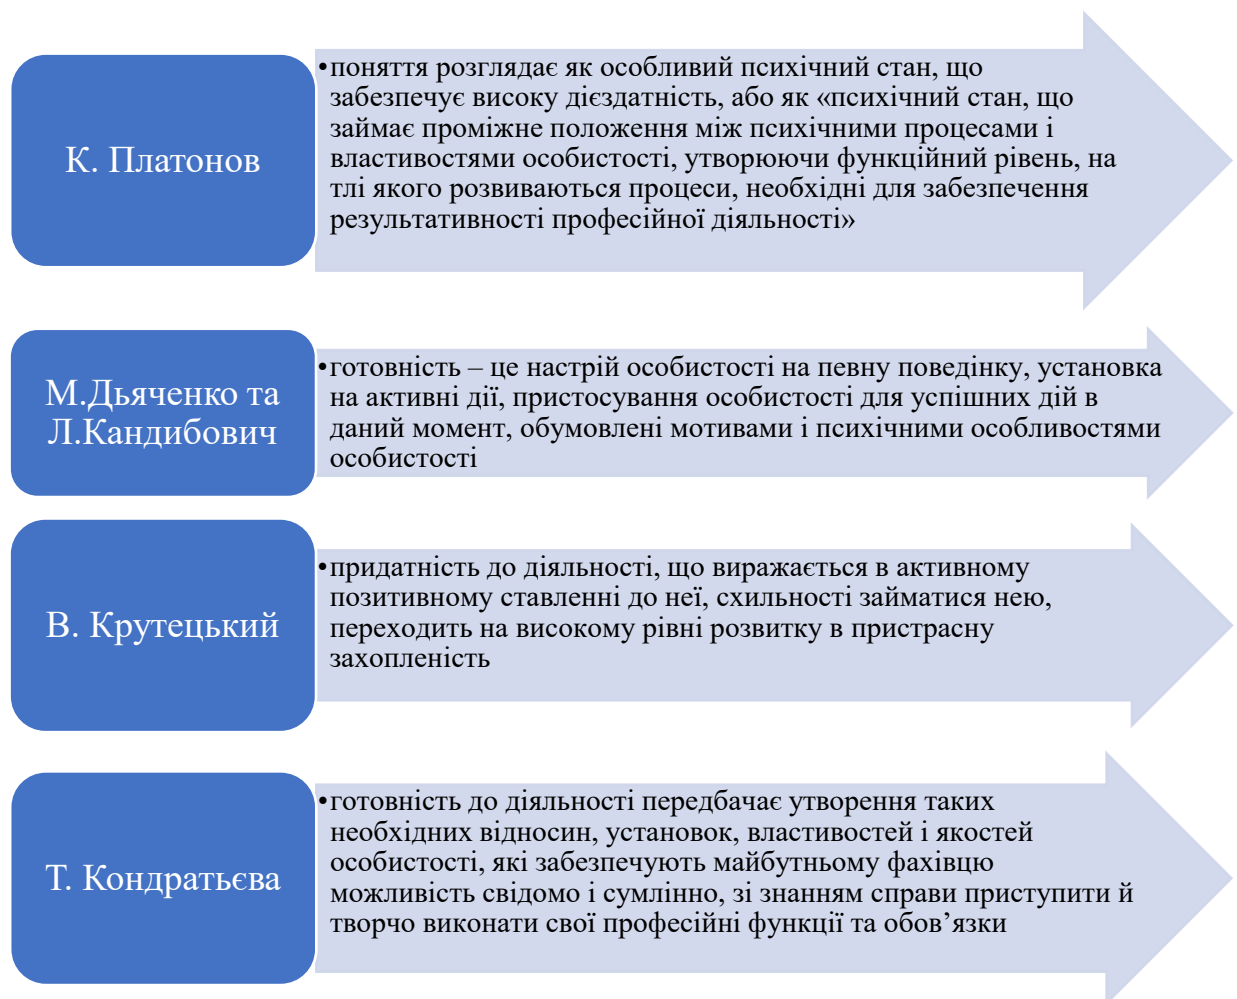 К. Платонов
•поняття розглядає як особливий психічний стан, що
забезпечує високу дієздатність, або як «психічний стан, що
займає проміжне положення між психічними процесами і
властивостями особистості, утворюючи функційний рівень, на
тлі якого розвиваються процеси, необхідні для забезпечення
результативності професійної діяльності»
М.Дьяченко та
Л.Кандибович
•готовність – це настрій особистості на певну поведінку, установка
на активні дії, пристосування особистості для успішних дій в
даний момент, обумовлені мотивами і психічними особливостями
особистості
В. Крутецький
•придатність до діяльності, що виражається в активному
позитивному ставленні до неї, схильності займатися нею,
переходить на високому рівні розвитку в пристрасну
захопленість
Т. Кондратьєва
•готовність до діяльності передбачає утворення таких
необхідних відносин, установок, властивостей і якостей
особистості, які забезпечують майбутньому фахівцю
можливість свідомо і сумлінно, зі знанням справи приступити й
творчо виконати свої професійні функції та обов’язки